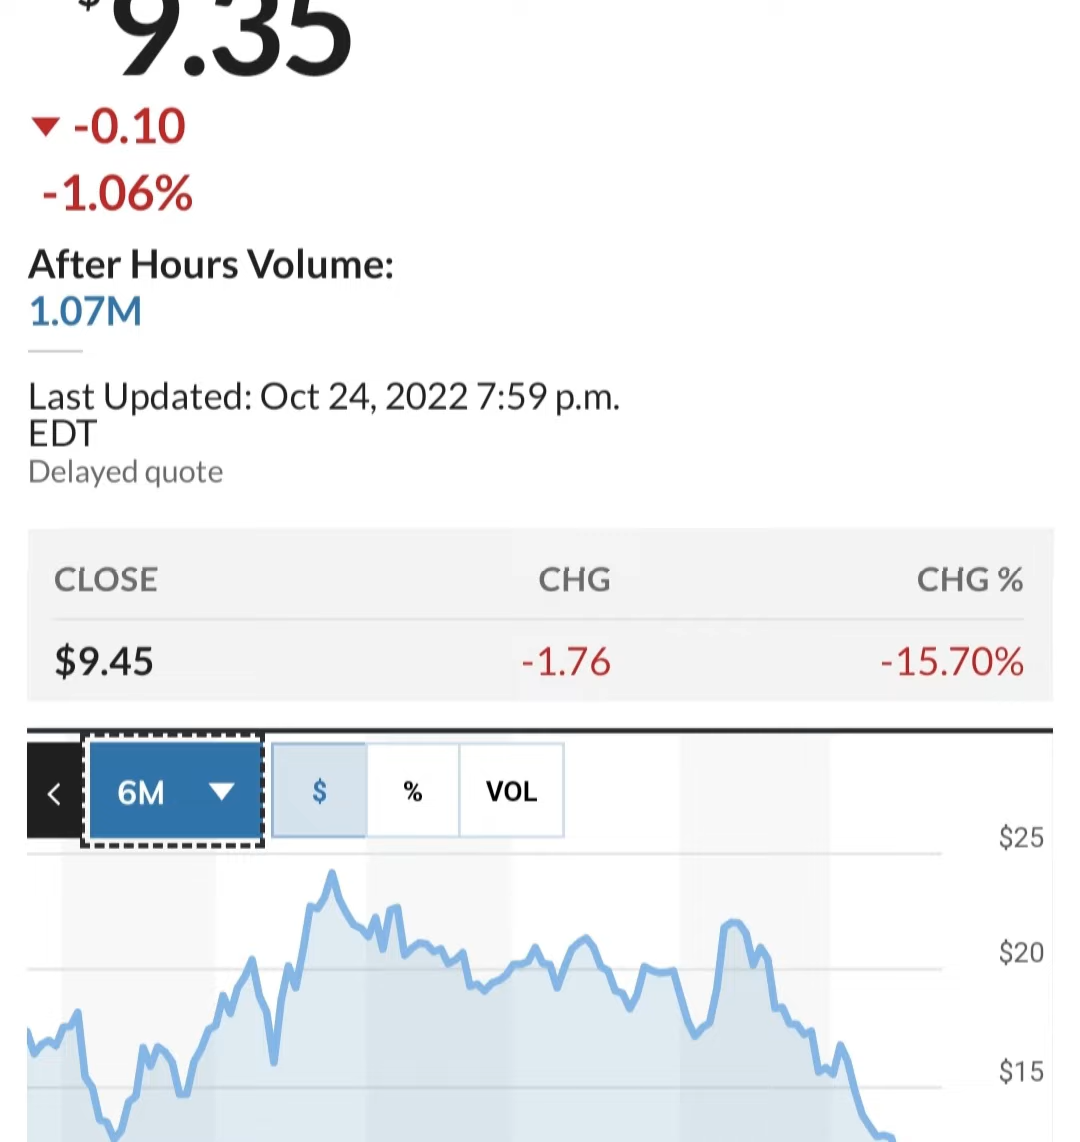 $9.35
-0.10
-1.06%
After Hours Volume:
1.07M
Last Updated: Oct 24, 2022 7:59 p.m.
EDT
Delayed quote
CLOSE CHG CHG %
$9.45 -1.76 -15.70%
6M $ % VOL
$25
$20
$15